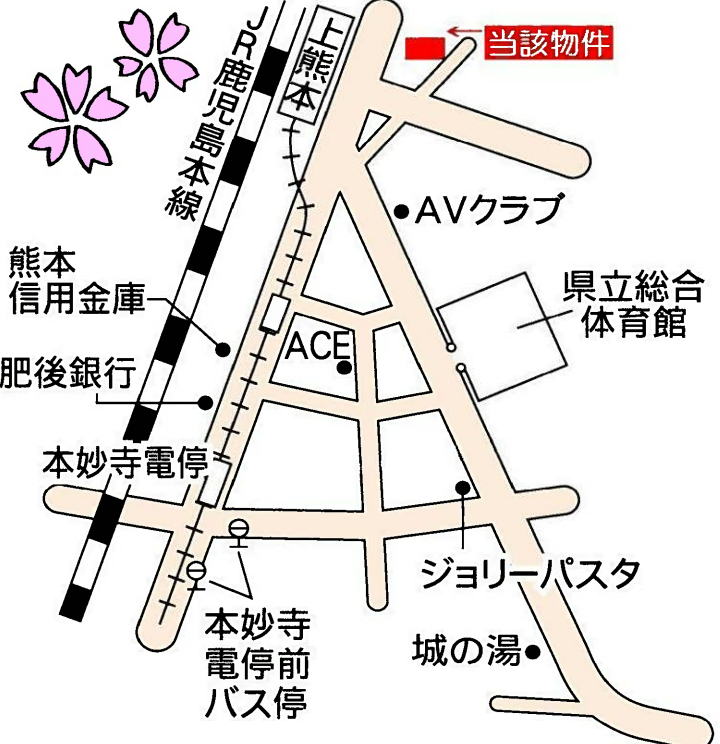 当該物件
上熊本
JR鹿児島本線
AVクラブ
熊本
信用金庫
県立総合
体育館
ACE
肥後銀行
本妙寺電停
ジョリーパスタ
本妙寺
電停前
バス停
城の湯